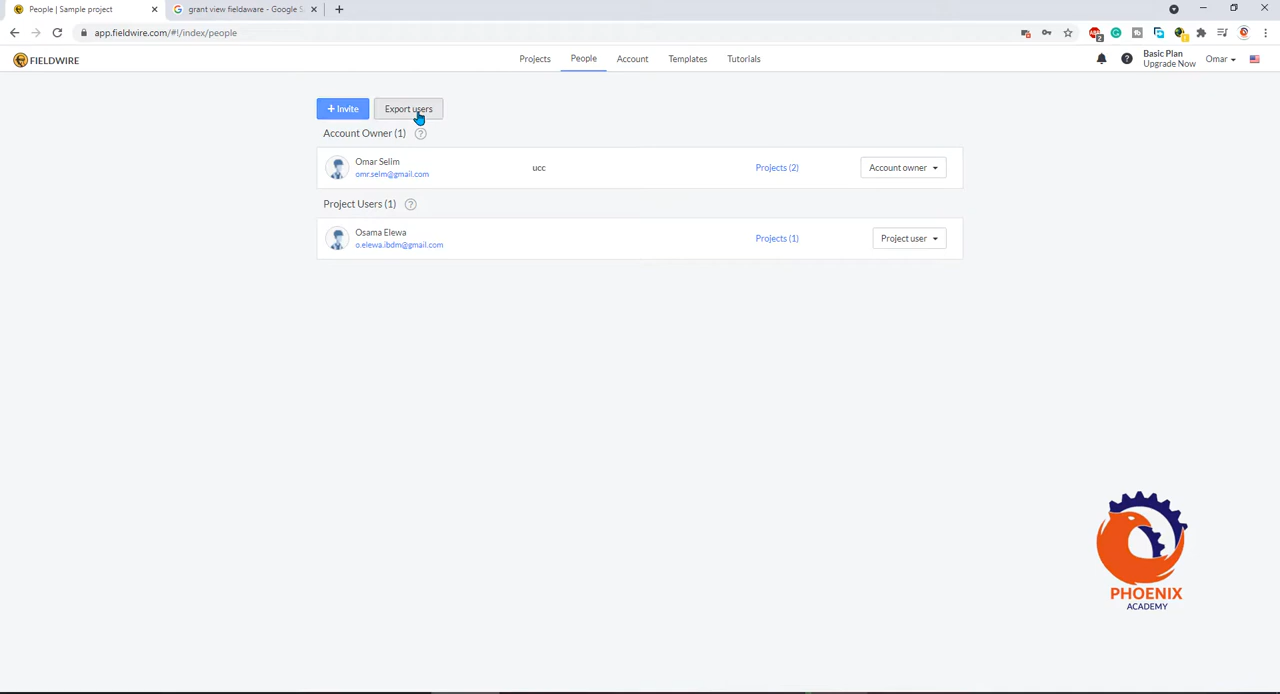 People | Sample project
grant view fieldaware - Google S
app.fieldwire.com/#!/index/people
FIELDWIRE
Projects
People
Account
Templates
Tutorials
Basic Plan
Upgrade Now
Omar
+ Invite
Export users
Account Owner (1) ?
Omar Selim
omr.selm@gmail.com
ucc
Projects (2)
Account owner
Project Users (1) ?
Osama Elewa
o.elewa.ibdm@gmail.com
Projects (1)
Project user
PHOENIX
ACADEMY